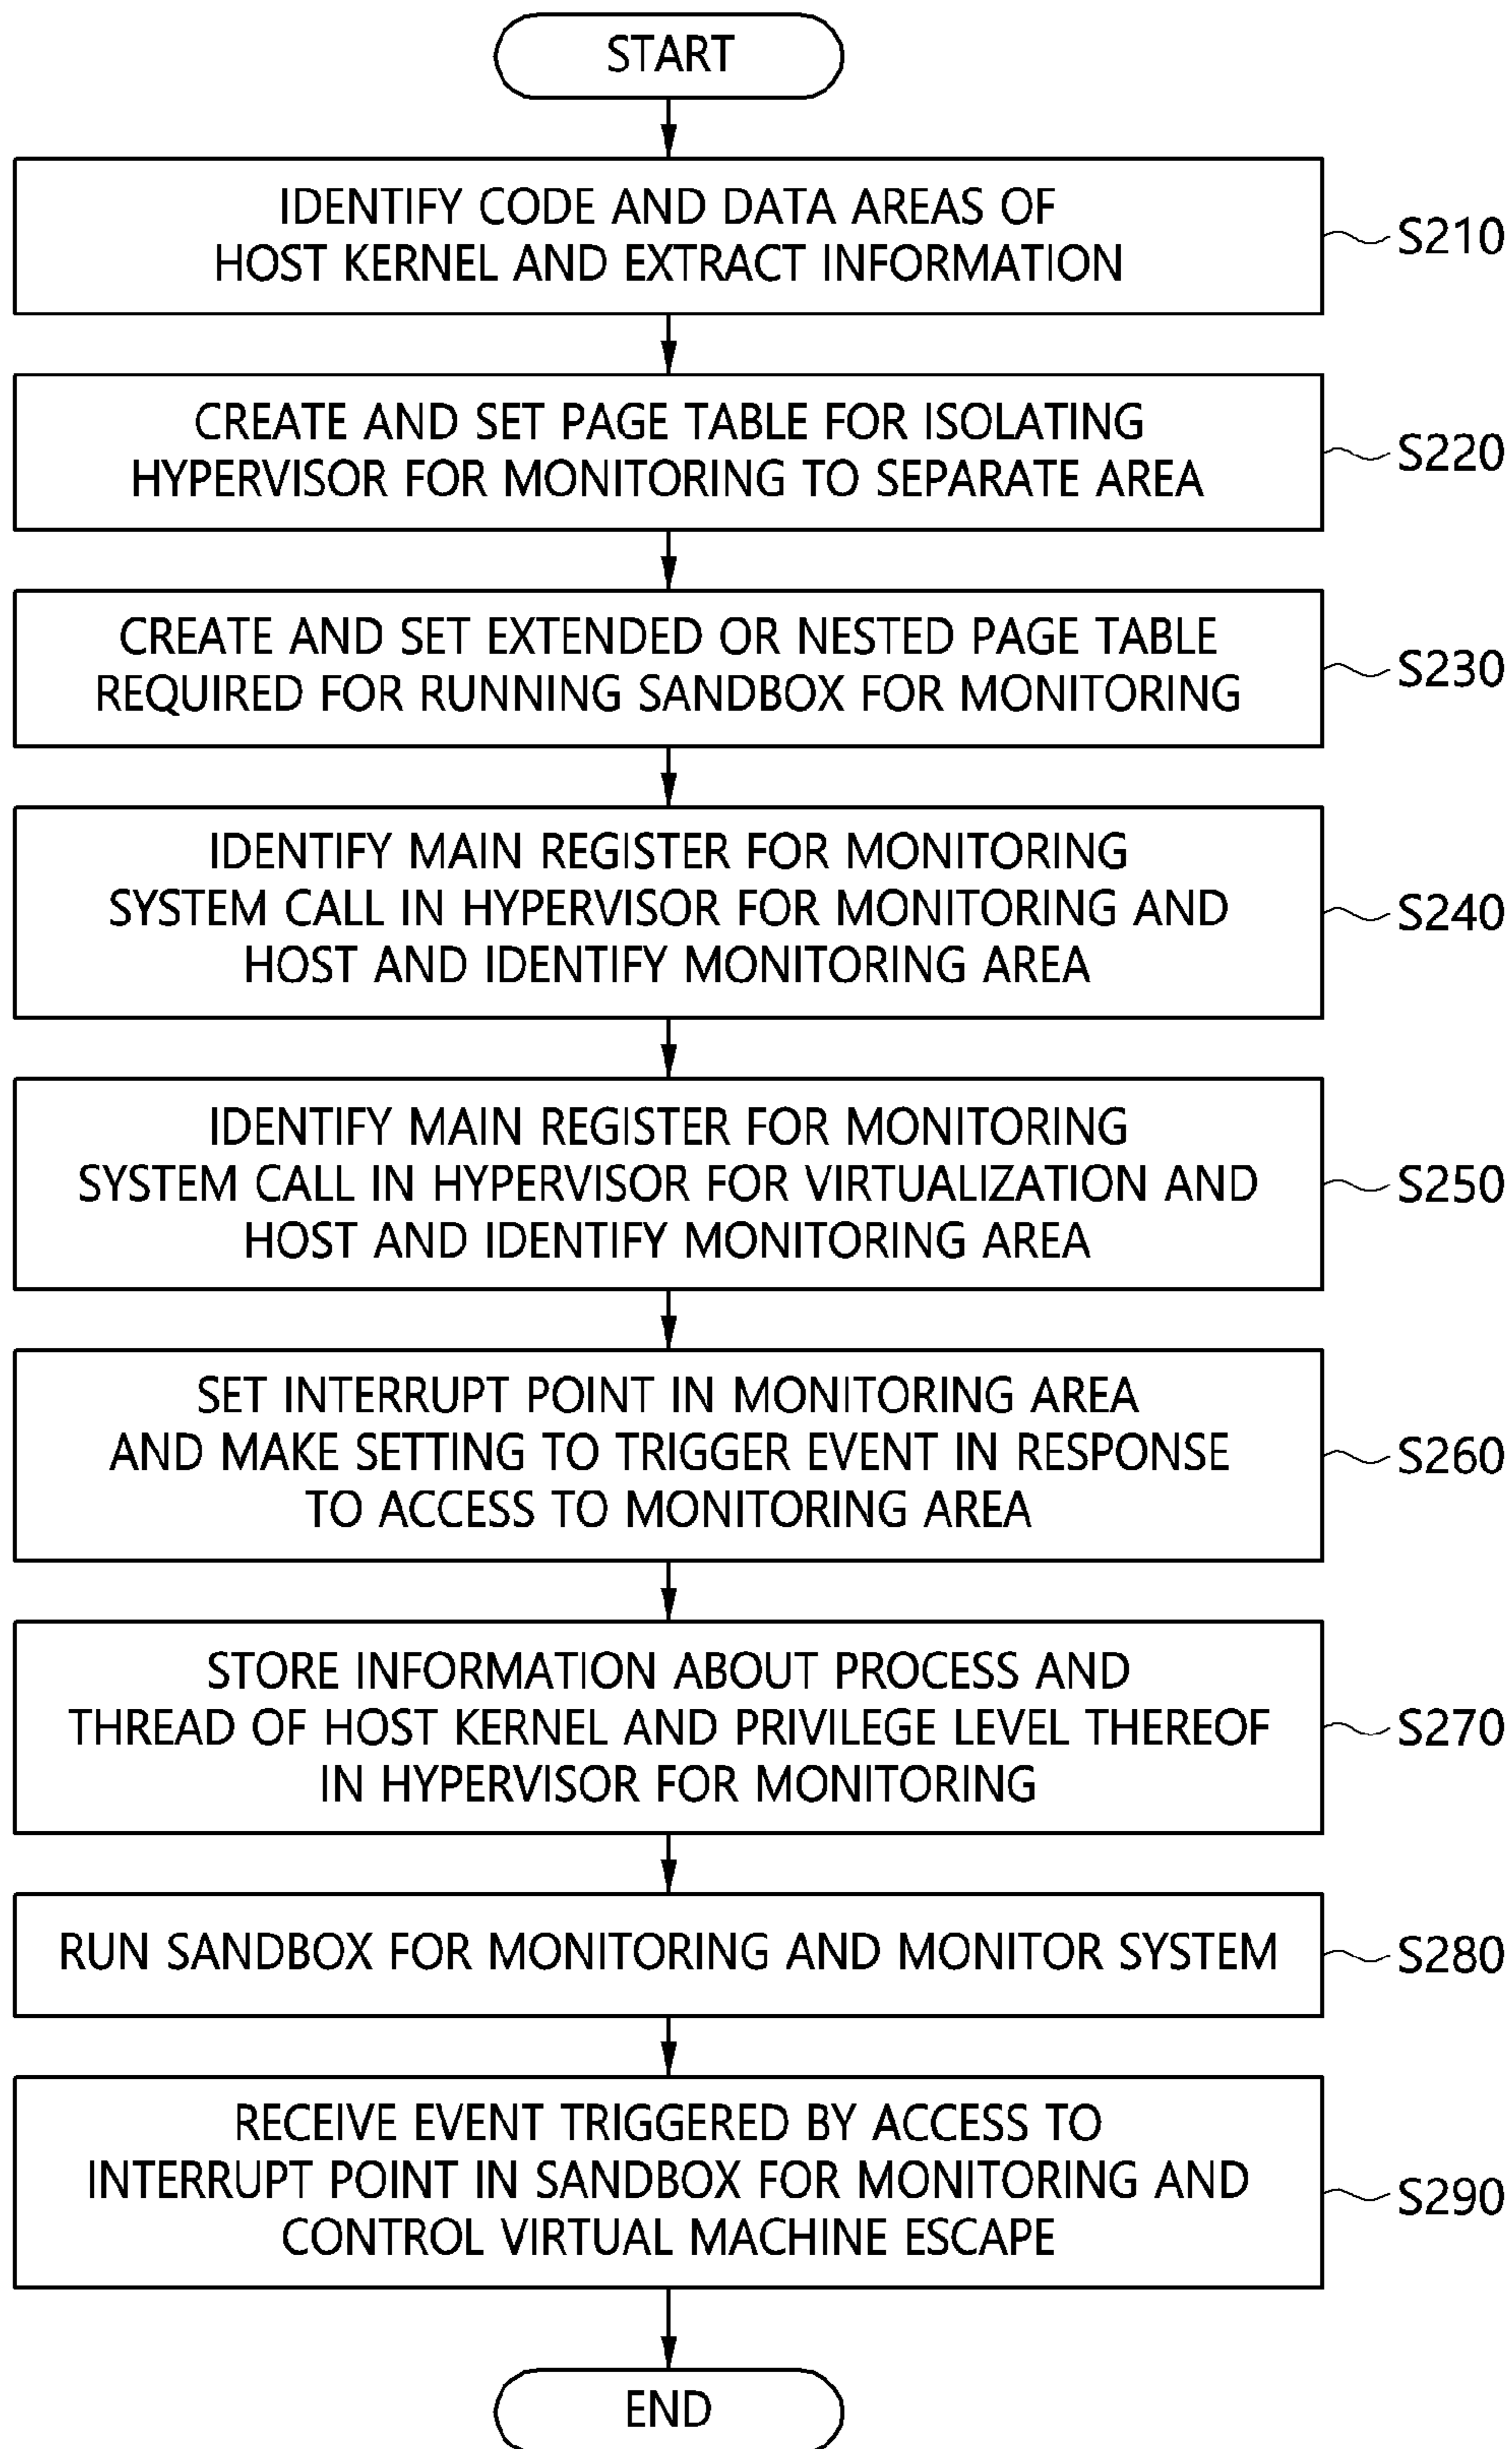 START
IDENTIFY CODE AND DATA AREAS OF
HOST KERNEL AND EXTRACT INFORMATION
S210
CREATE AND SET PAGE TABLE FOR ISOLATING
HYPERVISOR FOR MONITORING TO SEPARATE AREA
S220
CREATE AND SET EXTENDED OR NESTED PAGE TABLE
REQUIRED FOR RUNNING SANDBOX FOR MONITORING
S230
IDENTIFY MAIN REGISTER FOR MONITORING
SYSTEM CALL IN HYPERVISOR FOR MONITORING AND
HOST AND IDENTIFY MONITORING AREA
S240
IDENTIFY MAIN REGISTER FOR MONITORING
SYSTEM CALL IN HYPERVISOR FOR VIRTUALIZATION AND
HOST AND IDENTIFY MONITORING AREA
S250
SET INTERRUPT POINT IN MONITORING AREA
AND MAKE SETTING TO TRIGGER EVENT IN RESPONSE
TO ACCESS TO MONITORING AREA
S260
STORE INFORMATION ABOUT PROCESS AND
THREAD OF HOST KERNEL AND PRIVILEGE LEVEL THEREOF
IN HYPERVISOR FOR MONITORING
S270
RUN SANDBOX FOR MONITORING AND MONITOR SYSTEM
S280
RECEIVE EVENT TRIGGERED BY ACCESS TO
INTERRUPT POINT IN SANDBOX FOR MONITORING AND
CONTROL VIRTUAL MACHINE ESCAPE
S290
END